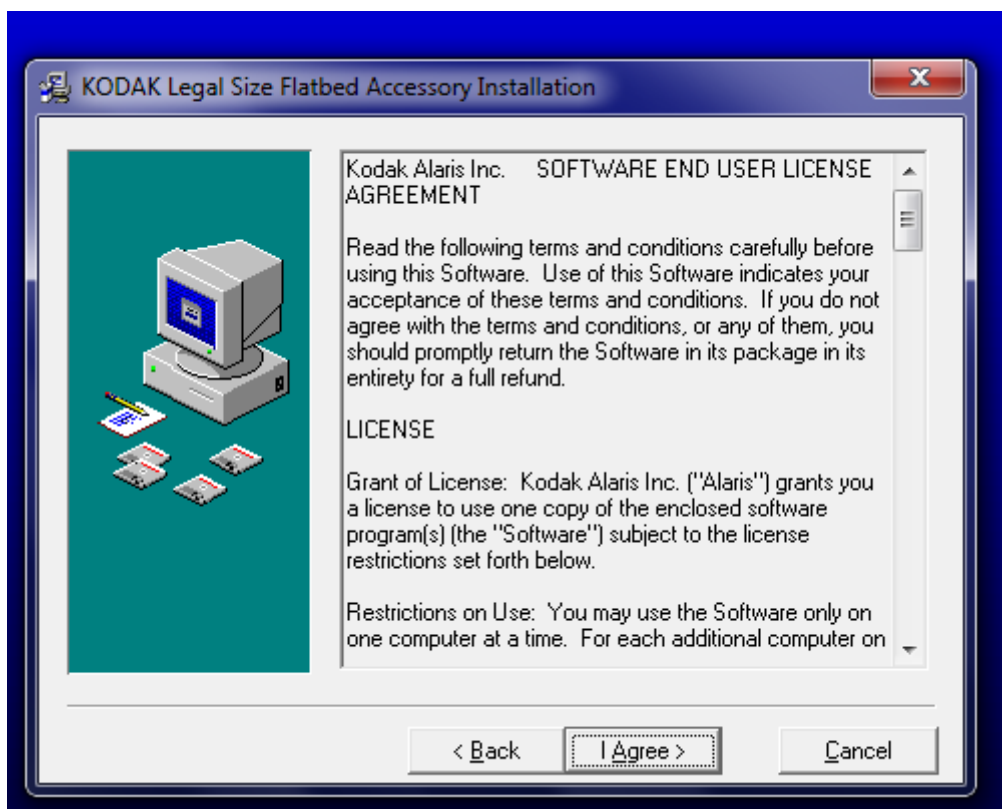 KODAK Legal Size Flatbed Accessory Installation
Kodak Alaris Inc.    SOFTWARE END USER LICENSE
AGREEMENT
Read the following terms and conditions carefully before
using this Software.  Use of this Software indicates your
acceptance of these terms and conditions.  If you do not
agree with the terms and conditions, or any of them, you
should promptly return the Software in its package in its
entirety for a full refund.
LICENSE
Grant of License:  Kodak Alaris Inc. ("Alaris") grants you
a license to use one copy of the enclosed software
program(s) (the "Software") subject to the license
restrictions set forth below.
Restrictions on Use:  You may use the Software only on
one computer at a time.  For each additional computer on
< Back
I Agree >
Cancel